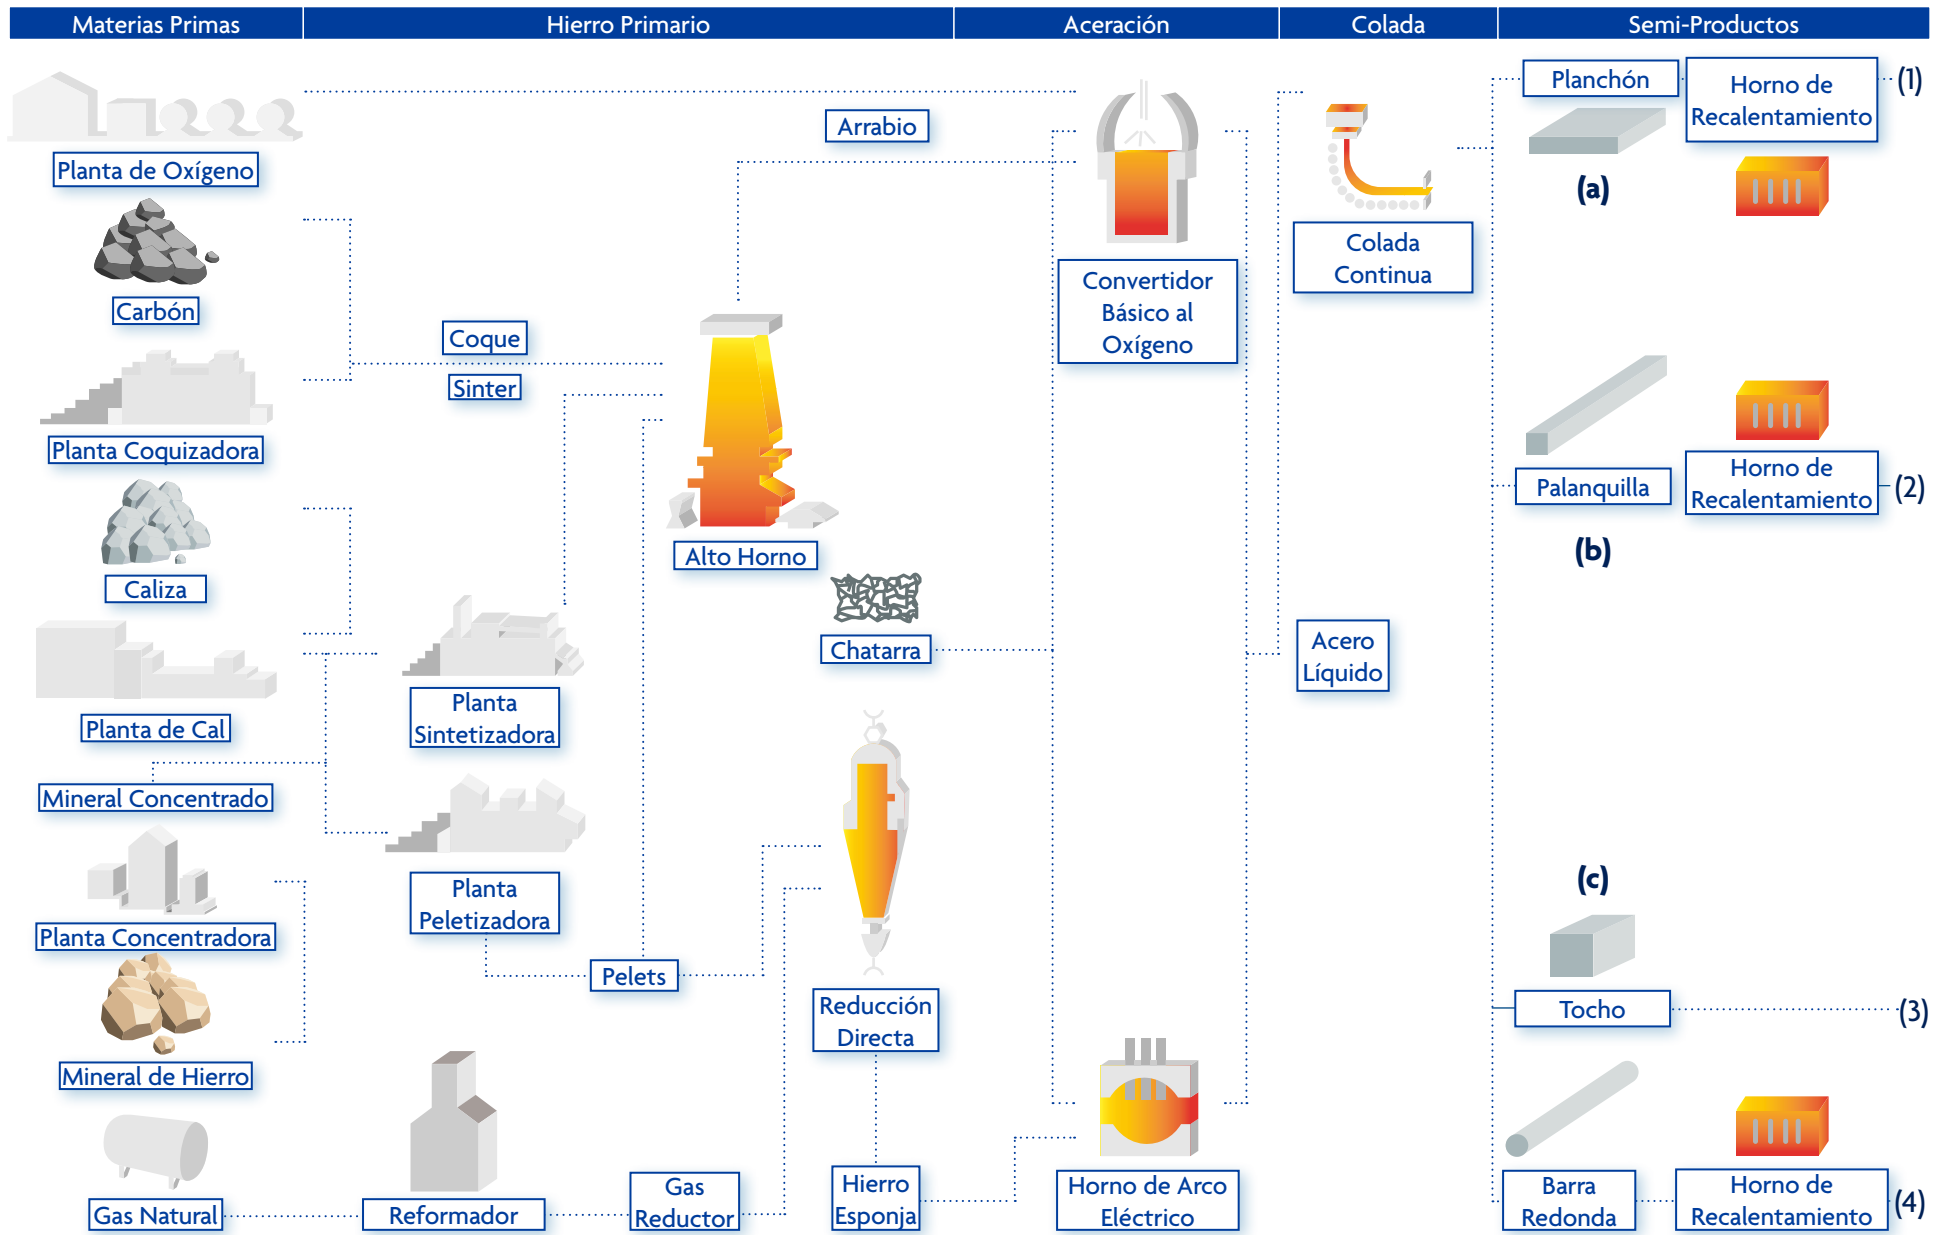 Materias Primas
Hierro Primario
Aceración
Colada
Semi-Productos
Planta de Oxígeno
Carbón
Planta Coquizadora
Caliza
Planta de Cal
Mineral Concentrado
Planta Concentradora
Mineral de Hierro
Gas Natural
Coque
Sinter
Planta
Sintetizadora
Planta
Peletizadora
Reformador
Pelets
Gas
Reductor
Arrabio
Alto Horno
Chatarra
Reducción
Directa
Hierro
Esponja
Convertidor
Básico al
Oxígeno
Horno de Arco
Eléctrico
Colada
Continua
Acero
Líquido
Planchón
Horno de
Recalentamiento
(1)
(a)
Palanquilla
Horno de
Recalentamiento
(2)
(b)
(c)
Tocho
(3)
Barra
Redonda
Horno de
Recalentamiento
(4)